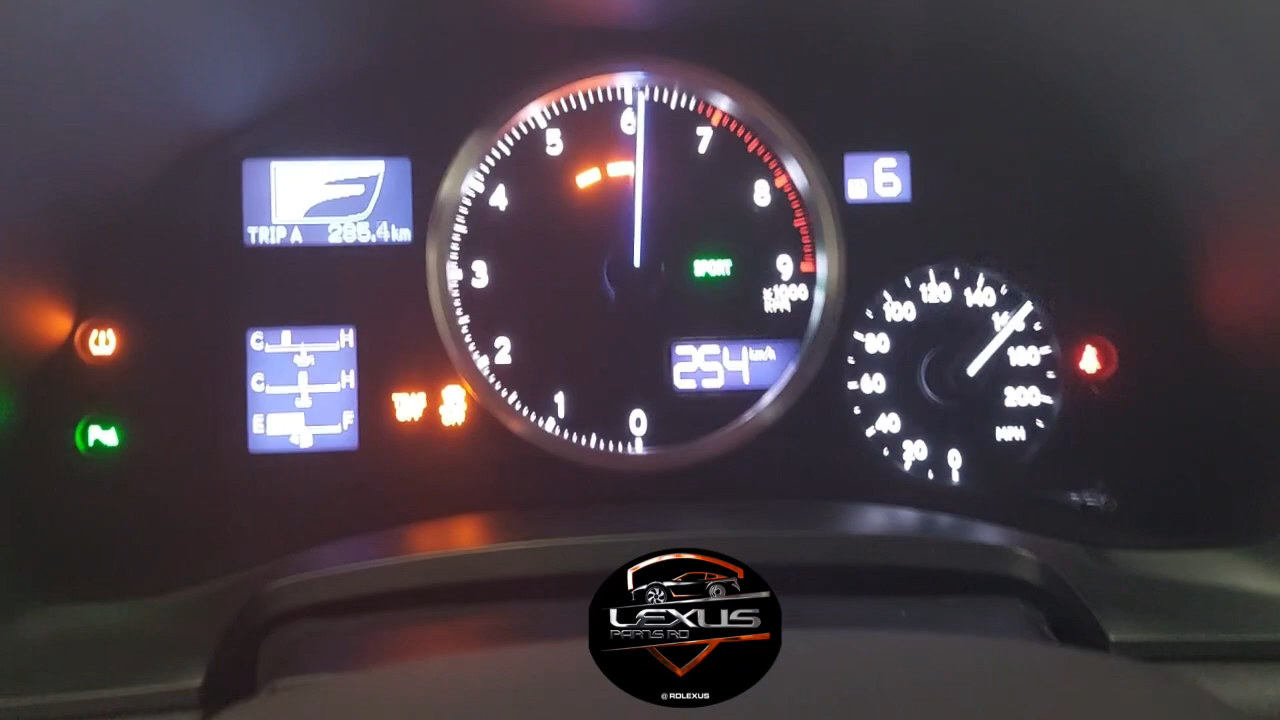 6
5
7
4
8
3
9
2
1
0
x1000
RPM
SPORT
254 km/h
TRIP A 285.4km
C H
C H
E F
6
120
140
100
160
80
180
60
200
40
MPH
20
0
LEXUS
PARTS RD
@RDLEXUS